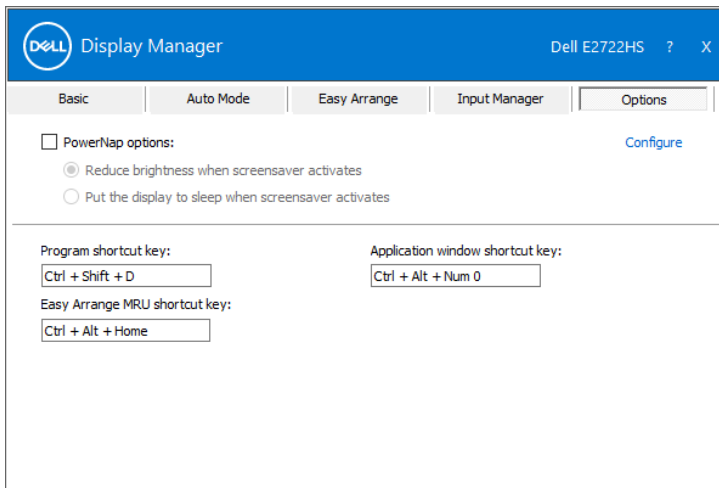 DELL Display Manager Dell E2722HS ? X
Basic Auto Mode Easy Arrange Input Manager Options
PowerNap options: Configure
Reduce brightness when screensaver activates
Put the display to sleep when screensaver activates
Program shortcut key: Application window shortcut key:
Ctrl + Shift + D Ctrl + Alt + Num 0
Easy Arrange MRU shortcut key:
Ctrl + Alt + Home